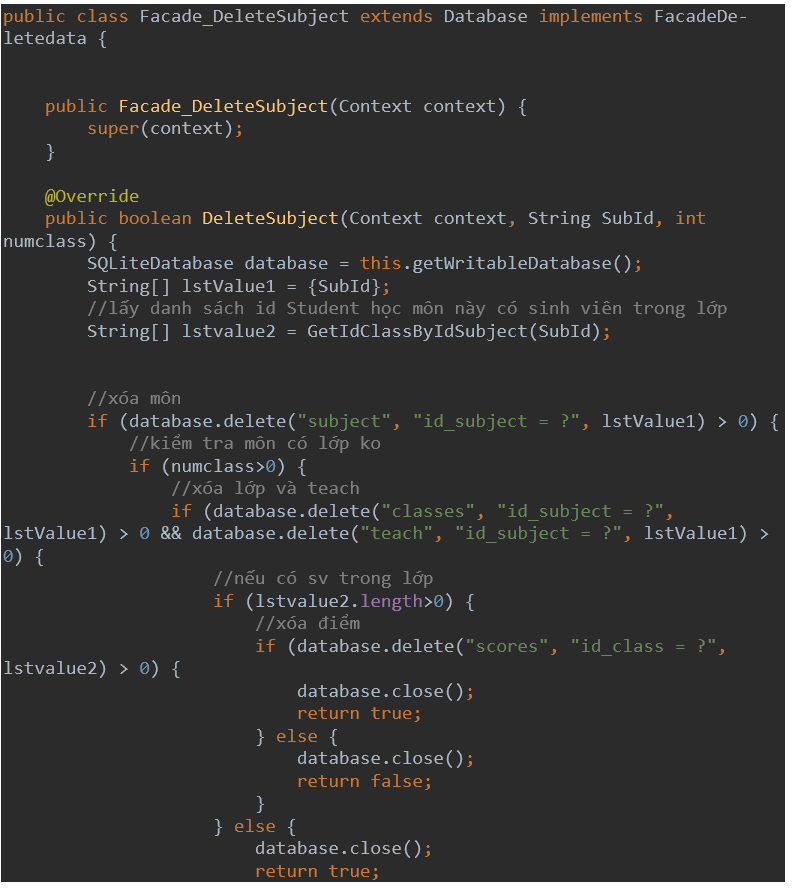 public class Facade_DeleteSubject extends Database implements FacadeDe-
letedata {
    public Facade_DeleteSubject(Context context) {
        super(context);
    }
    @Override
    public boolean DeleteSubject(Context context, String SubId, int
numclass) {
        SQLiteDatabase database = this.getWritableDatabase();
        String[] lstValue1 = {SubId};
        //lấy danh sách id Student học môn này có sinh viên trong lớp
        String[] lstvalue2 = GetIdClassByIdSubject(SubId);
        //xóa môn
        if (database.delete("subject", "id_subject = ?", lstValue1) > 0) {
            //kiểm tra môn có lớp ko
            if (numclass>0) {
                //xóa lớp và teach
                if (database.delete("classes", "id_subject = ?",
lstValue1) > 0 && database.delete("teach", "id_subject = ?", lstValue1) >
0) {
                    //nếu có sv trong lớp
                    if (lstvalue2.length>0) {
                        //xóa điểm
                        if (database.delete("scores", "id_class = ?",
lstvalue2) > 0) {
                            database.close();
                            return true;
                        } else {
                            database.close();
                            return false;
                        }
                    } else {
                        database.close();
                        return true;